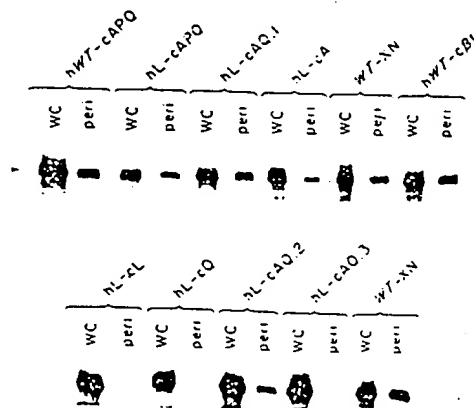 hWT-cAPQ hL-cAPQ hL-cAQ.1 hL-cA WT-XN hWT-cBl
WC peri WC peri WC peri WC peri WC peri WC peri
hL-cL hL-cQ hL-cAQ.2 hL-cAQ.3 WT-XN
WC peri WC peri WC peri WC peri WC peri